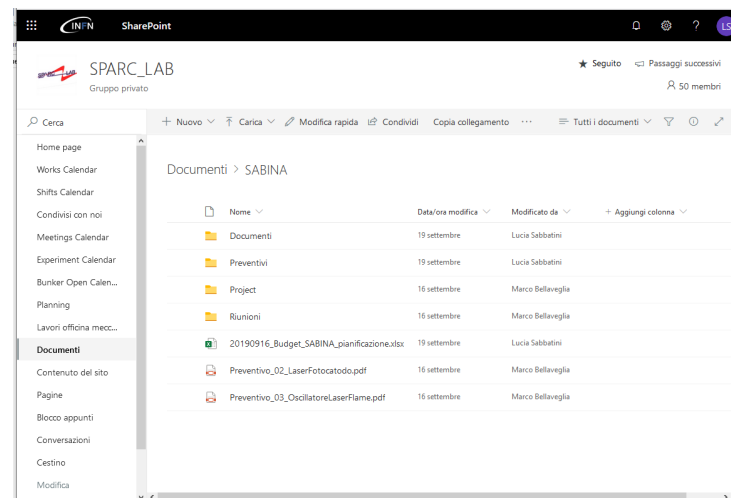 INFN SharePoint ? LS
SPARC_LAB
Gruppo privato
★ Seguito Passaggi successivi
50 membri
Cerca
+ Nuovo Carica Modifica rapida Condividi Copia collegamento ··· Tutti i documenti
Home page
Works Calendar
Shifts Calendar
Condivisi con noi
Meetings Calendar
Experiment Calendar
Bunker Open Calen...
Planning
Lavori officina mecc...
Documenti
Contenuto del sito
Pagine
Blocco appunti
Conversazioni
Cestino
Modifica
Documenti > SABINA
Nome Data/ora modifica Modificato da + Aggiungi colonna
Documenti 19 settembre Lucia Sabbatini
Preventivi 19 settembre Lucia Sabbatini
Project 16 settembre Marco Bellaveglia
Riunioni 16 settembre Marco Bellaveglia
20190916_Budget_SABINA_pianificazione.xlsx 19 settembre Lucia Sabbatini
Preventivo_02_LaserFotocatodo.pdf 16 settembre Marco Bellaveglia
Preventivo_03_OscillatoreLaserFlame.pdf 16 settembre Marco Bellaveglia